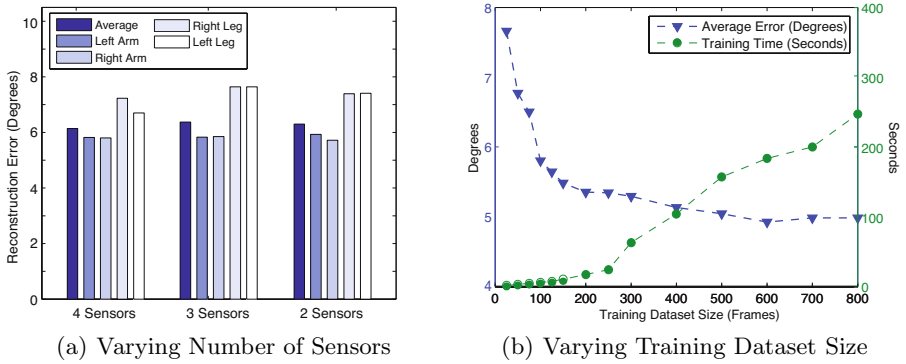 10
8
6
4
2
0
Reconstruction Error (Degrees)
Average
Left Arm
Right Arm
Right Leg
Left Leg
4 Sensors
3 Sensors
2 Sensors
(a) Varying Number of Sensors
8
7
6
5
4
Degrees
Average Error (Degrees)
Training Time (Seconds)
400
300
200
100
0
Seconds
0 100 200 300 400 500 600 700 800
Training Dataset Size (Frames)
(b) Varying Training Dataset Size